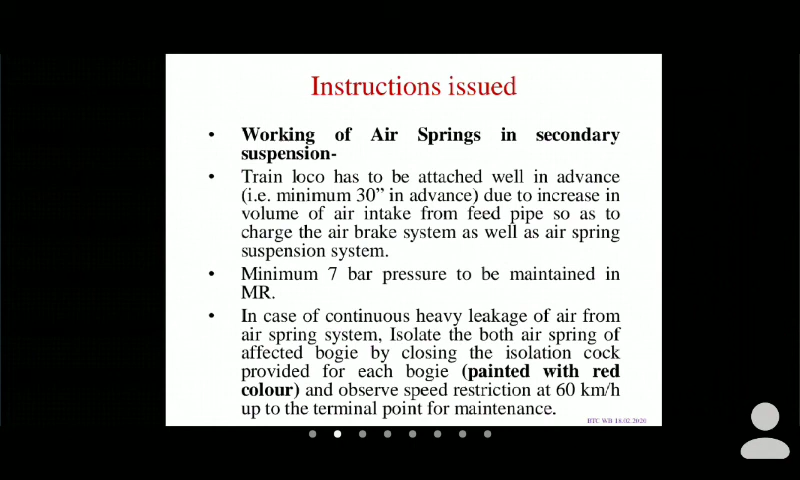 Instructions issued
• Working of Air Springs in secondary
suspension-
• Train loco has to be attached well in advance
(i.e. minimum 30” in advance) due to increase in
volume of air intake from feed pipe so as to
charge the air brake system as well as air spring
suspension system.
• Minimum 7 bar pressure to be maintained in
MR.
• In case of continuous heavy leakage of air from
air spring system, Isolate the both air spring of
affected bogie by closing the isolation cock
provided for each bogie (painted with red
colour) and observe speed restriction at 60 km/h
up to the terminal point for maintenance.